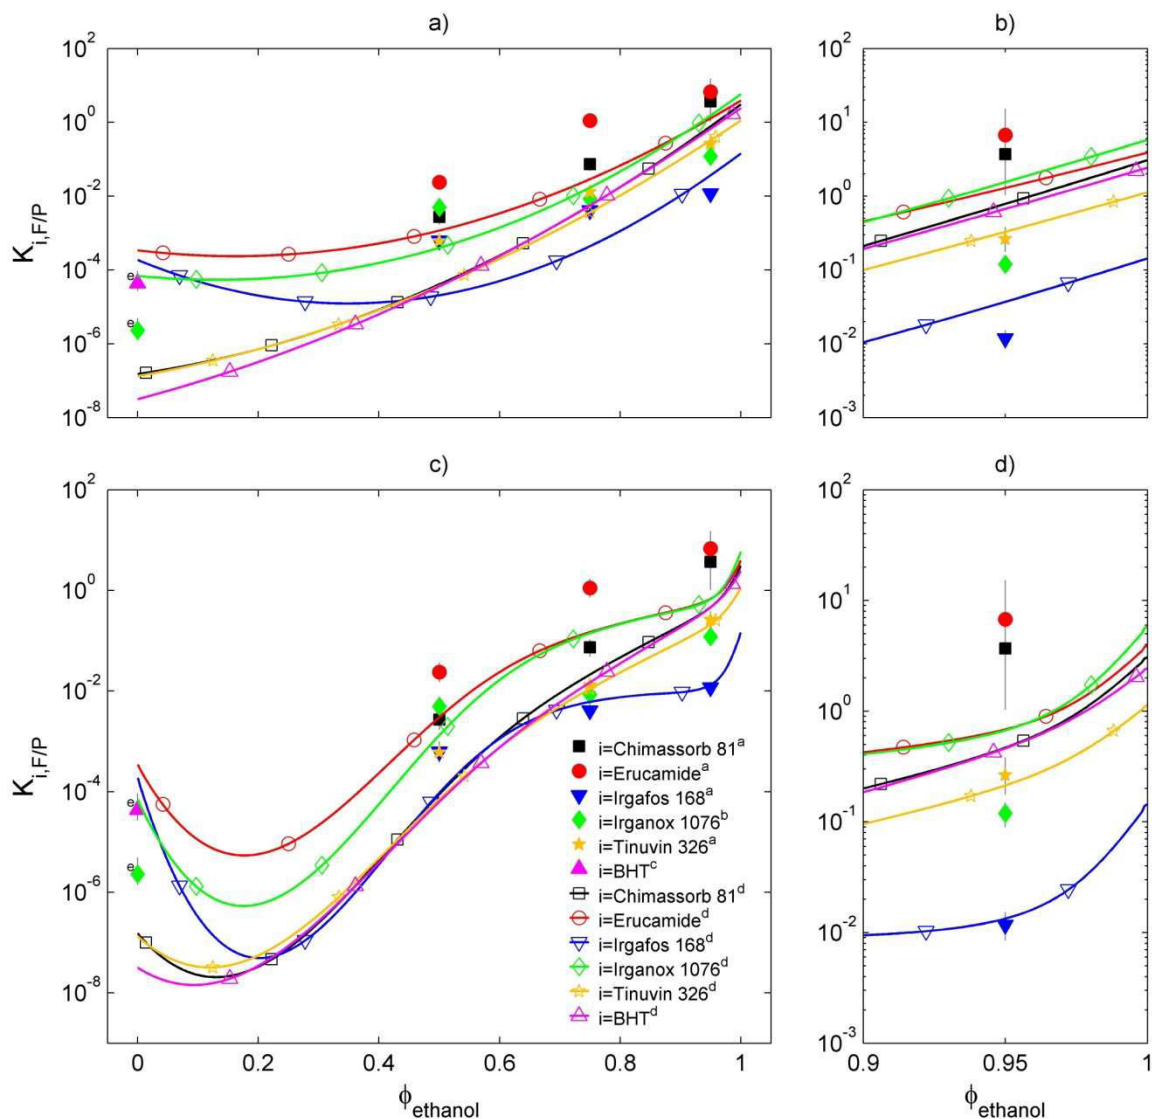 a)
b)
10^2
10^0
10^-2
10^-4
10^-6
10^-8
K_i,F/P
e
e
10^2
10^1
10^0
10^-1
10^-2
10^-3
c)
d)
10^2
10^0
10^-2
10^-4
10^-6
10^-8
K_i,F/P
e
e
i=Chimassorb 81^a
i=Erucamide^a
i=Irgafos 168^a
i=Irganox 1076^b
i=Tinuvin 326^a
i=BHT^c
i=Chimassorb 81^d
i=Erucamide^d
i=Irgafos 168^d
i=Irganox 1076^d
i=Tinuvin 326^d
i=BHT^d
0 0.2 0.4 0.6 0.8 1
ϕ_ethanol
10^2
10^1
10^0
10^-1
10^-2
10^-3
0.9 0.95 1
ϕ_ethanol